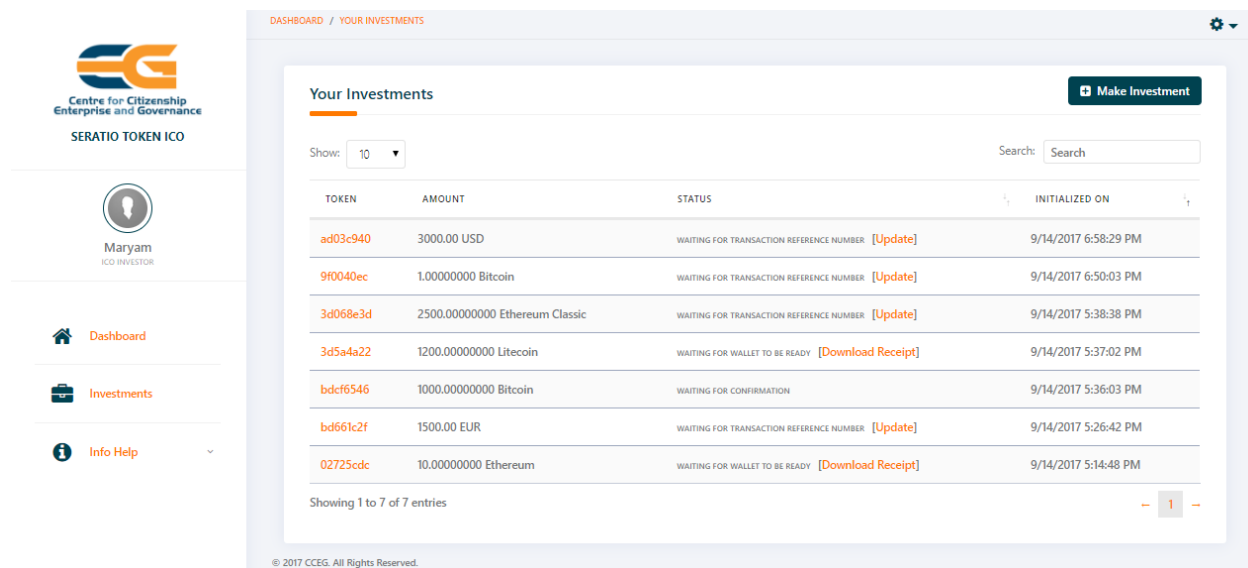 DASHBOARD / YOUR INVESTMENTS
Centre for Citizenship
Enterprise and Governance
SERATIO TOKEN ICO
Maryam
ICO INVESTOR
Dashboard
Investments
Info Help
Your Investments
Make Investment
Show: 10
Search: Search
TOKEN AMOUNT STATUS INITIALIZED ON
ad03c940 3000.00 USD WAITING FOR TRANSACTION REFERENCE NUMBER [Update] 9/14/2017 6:58:29 PM
9f0040ec 1.00000000 Bitcoin WAITING FOR TRANSACTION REFERENCE NUMBER [Update] 9/14/2017 6:50:03 PM
3d068e3d 2500.00000000 Ethereum Classic WAITING FOR TRANSACTION REFERENCE NUMBER [Update] 9/14/2017 5:38:38 PM
3d5a4a22 1200.00000000 Litecoin WAITING FOR WALLET TO BE READY [Download Receipt] 9/14/2017 5:37:02 PM
bdcf6546 1000.00000000 Bitcoin WAITING FOR CONFIRMATION 9/14/2017 5:36:03 PM
bd661c2f 1500.00 EUR WAITING FOR TRANSACTION REFERENCE NUMBER [Update] 9/14/2017 5:26:42 PM
02725cdc 10.00000000 Ethereum WAITING FOR WALLET TO BE READY [Download Receipt] 9/14/2017 5:14:48 PM
Showing 1 to 7 of 7 entries
← 1 →
© 2017 CCEG. All Rights Reserved.